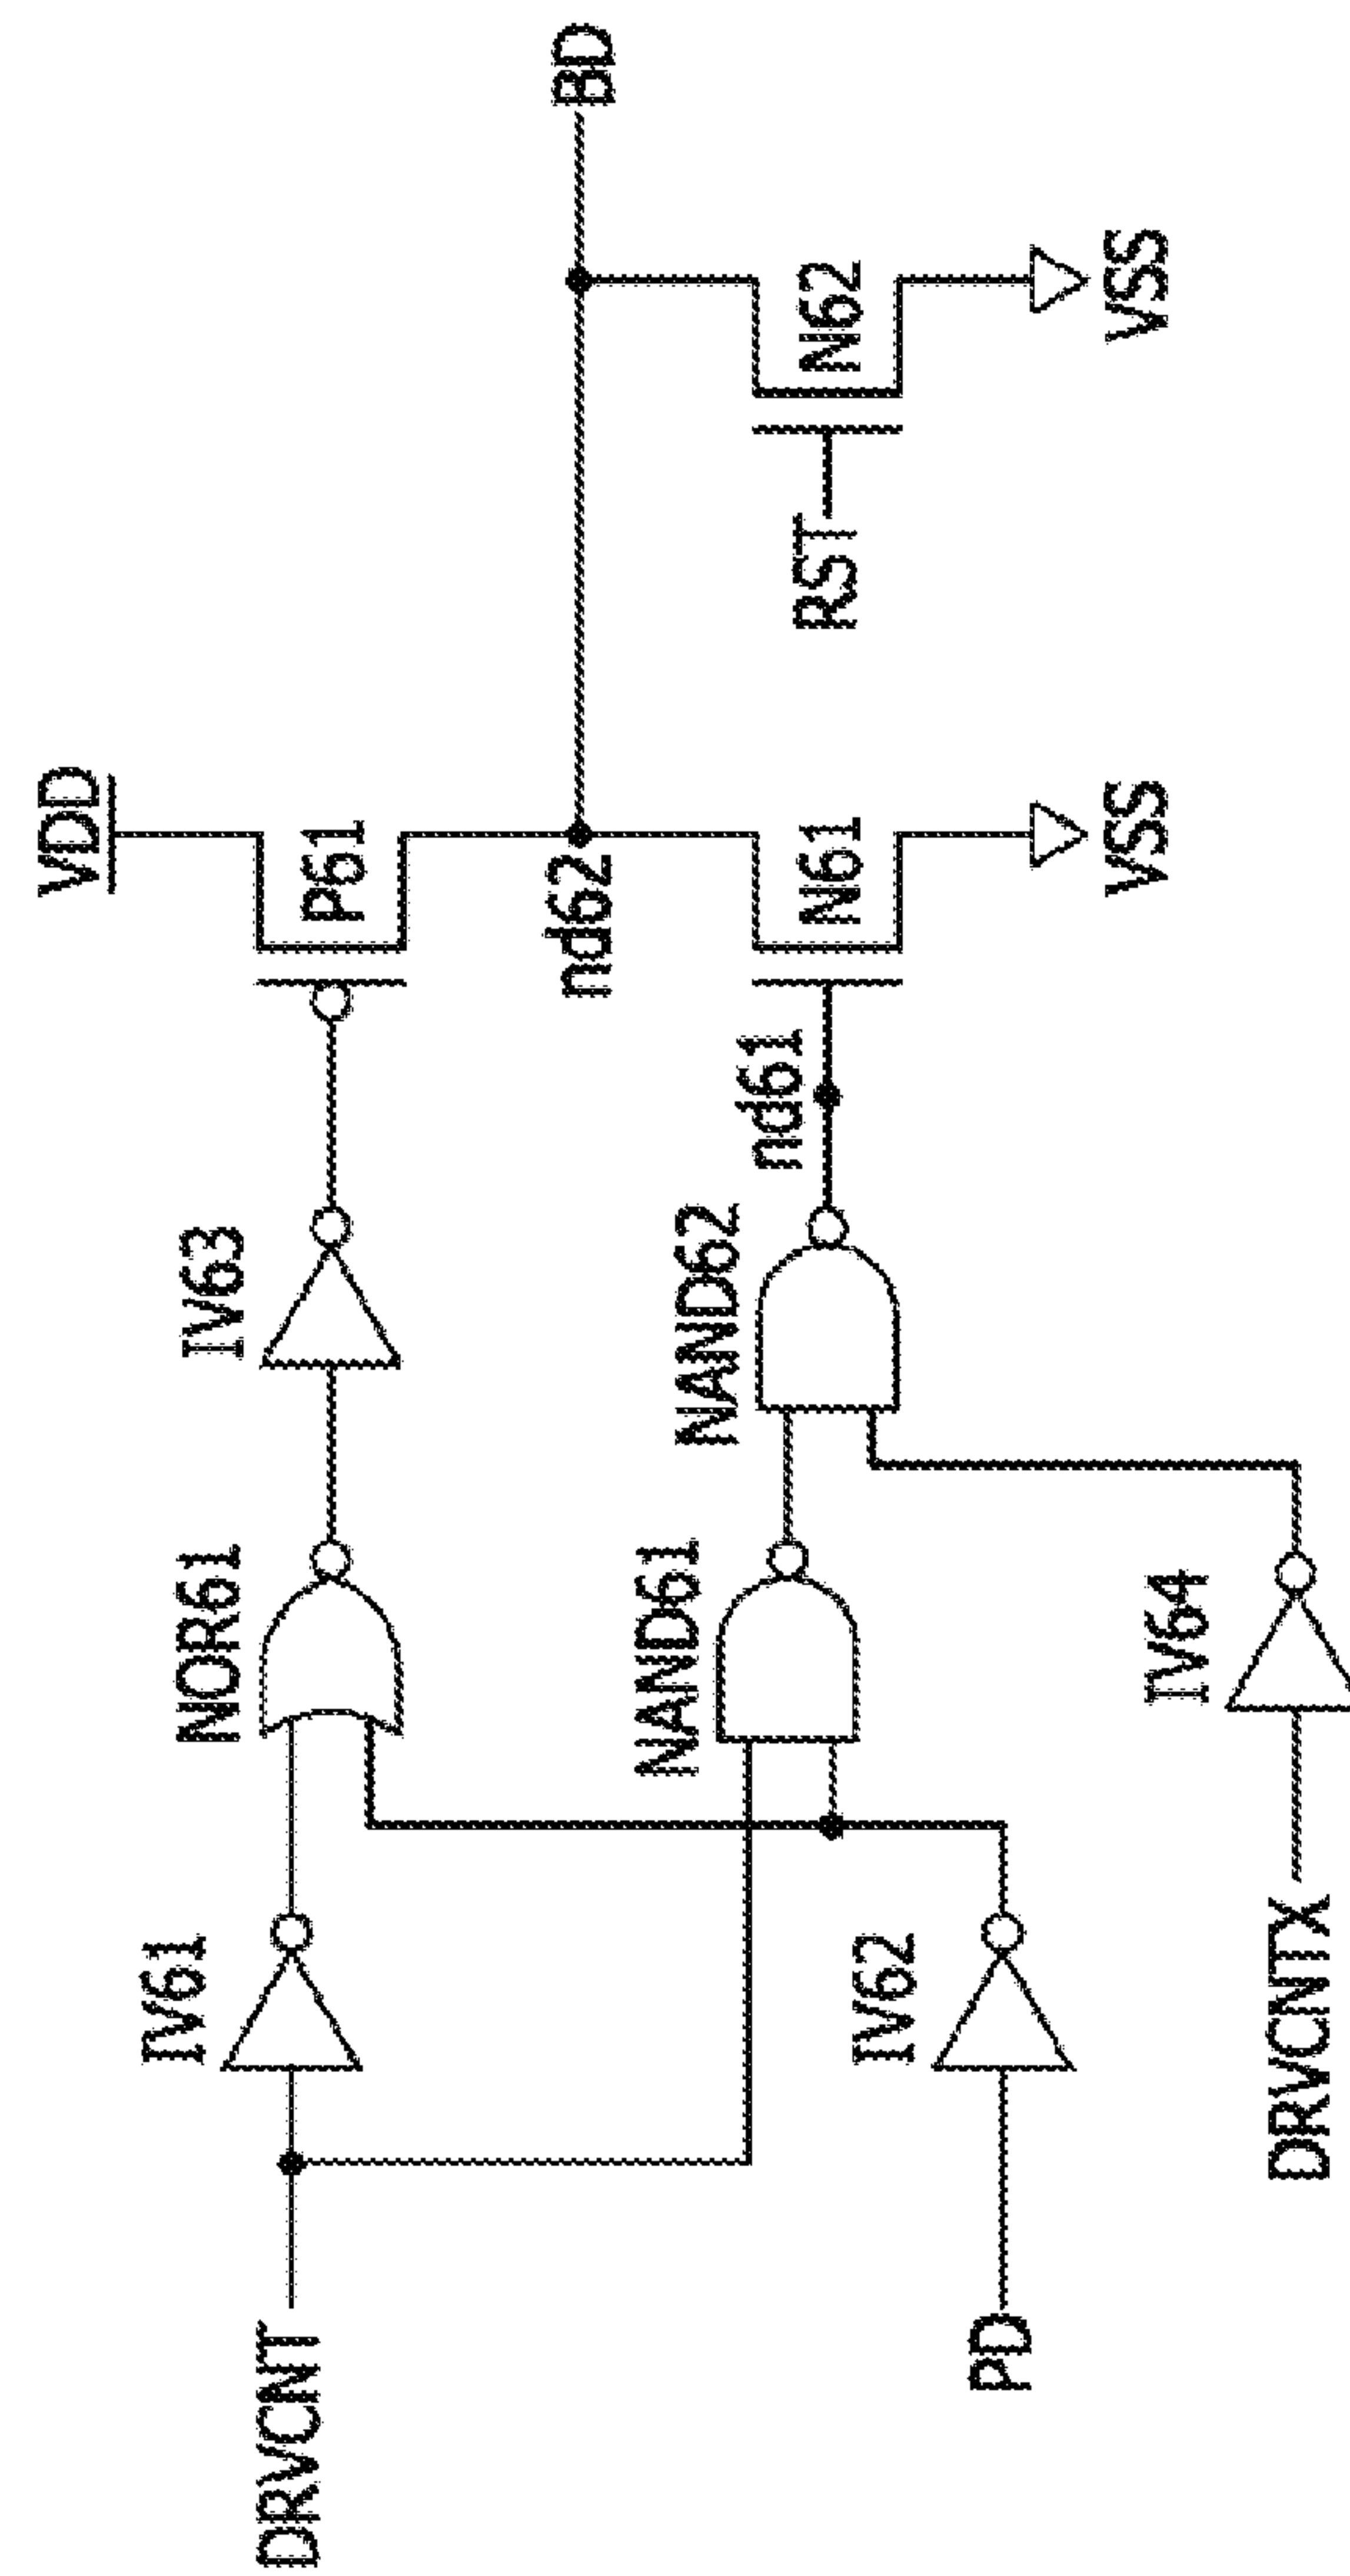 VDD
IV61
NOR61
IV63
P61
DRVCNT
nd62
BD
NAND61
NAND62
nd61
N61
RST
N62
IV62
PD
VSS
VSS
IV64
DRVCNTX